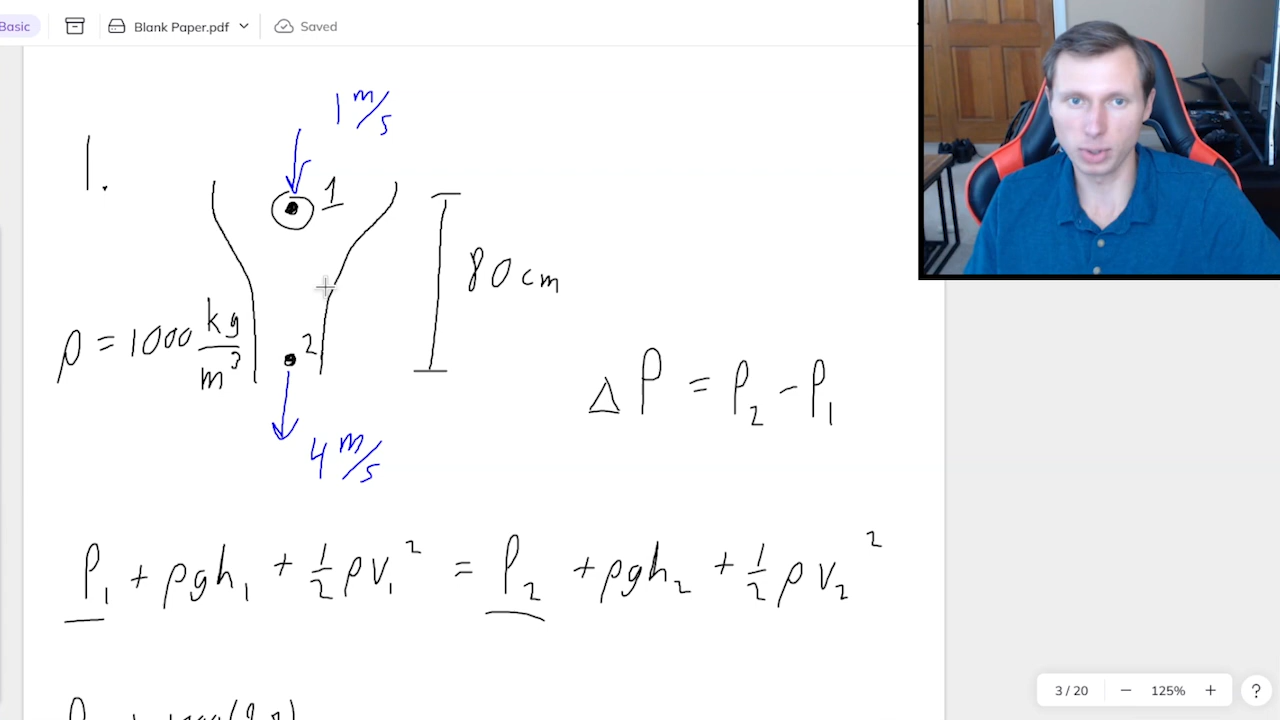 Basic
Blank Paper.pdf
Saved
1 m/s
1.
1
80 cm
ρ = 1000 kg/m³
2
ΔP = P₂ - P₁
4 m/s
P₁ + ρgh₁ + ½ρv₁² = P₂ + ρgh₂ + ½ρv₂²
3 / 20
125%
?